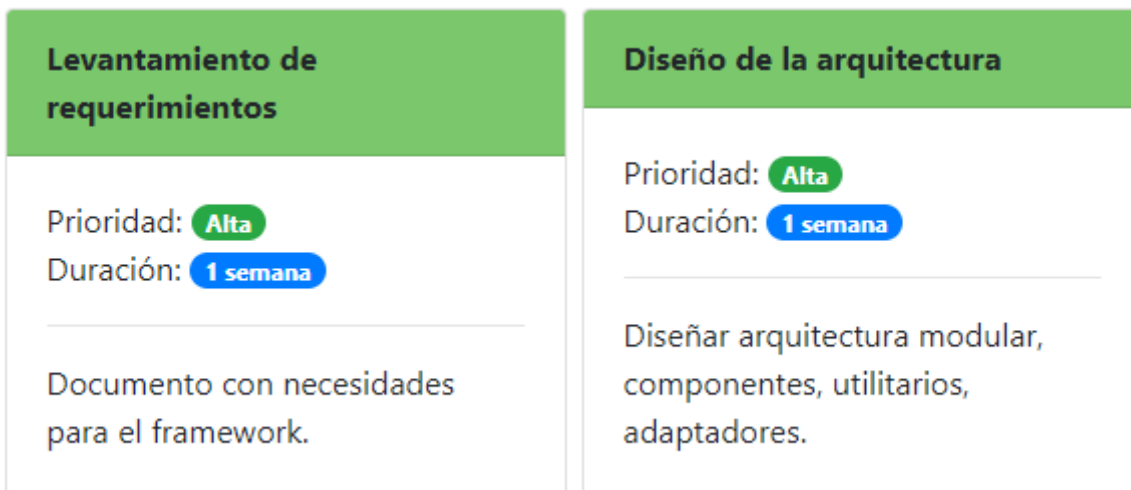 Levantamiento de
requerimientos
Prioridad: Alta
Duración: 1 semana
Documento con necesidades
para el framework.
Diseño de la arquitectura
Prioridad: Alta
Duración: 1 semana
Diseñar arquitectura modular,
componentes, utilitarios,
adaptadores.